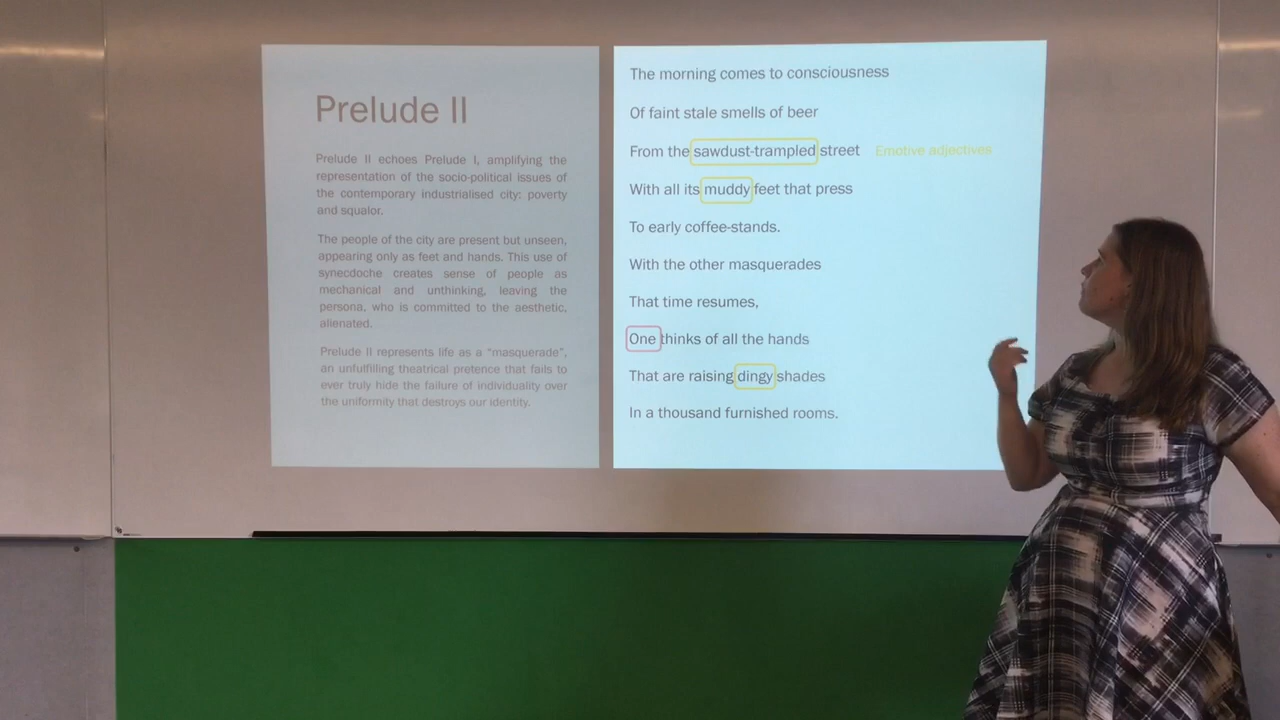 Prelude II
Prelude II echoes Prelude I, amplifying the
representation of the socio-political issues of
the contemporary industrialised city: poverty
and squalor.
The people of the city are present but unseen,
appearing only as feet and hands. This use of
synecdoche creates sense of people as
mechanical and unthinking, leaving the
persona, who is committed to the aesthetic,
alienated.
Prelude II represents life as a “masquerade”,
an unfulfilling theatrical pretence that fails to
ever truly hide the failure of individuality over
the uniformity that destroys our identity.
The morning comes to consciousness
Of faint stale smells of beer
From the sawdust-trampled street Emotive adjectives
With all its muddy feet that press
To early coffee-stands.
With the other masquerades
That time resumes,
One thinks of all the hands
That are raising dingy shades
In a thousand furnished rooms.